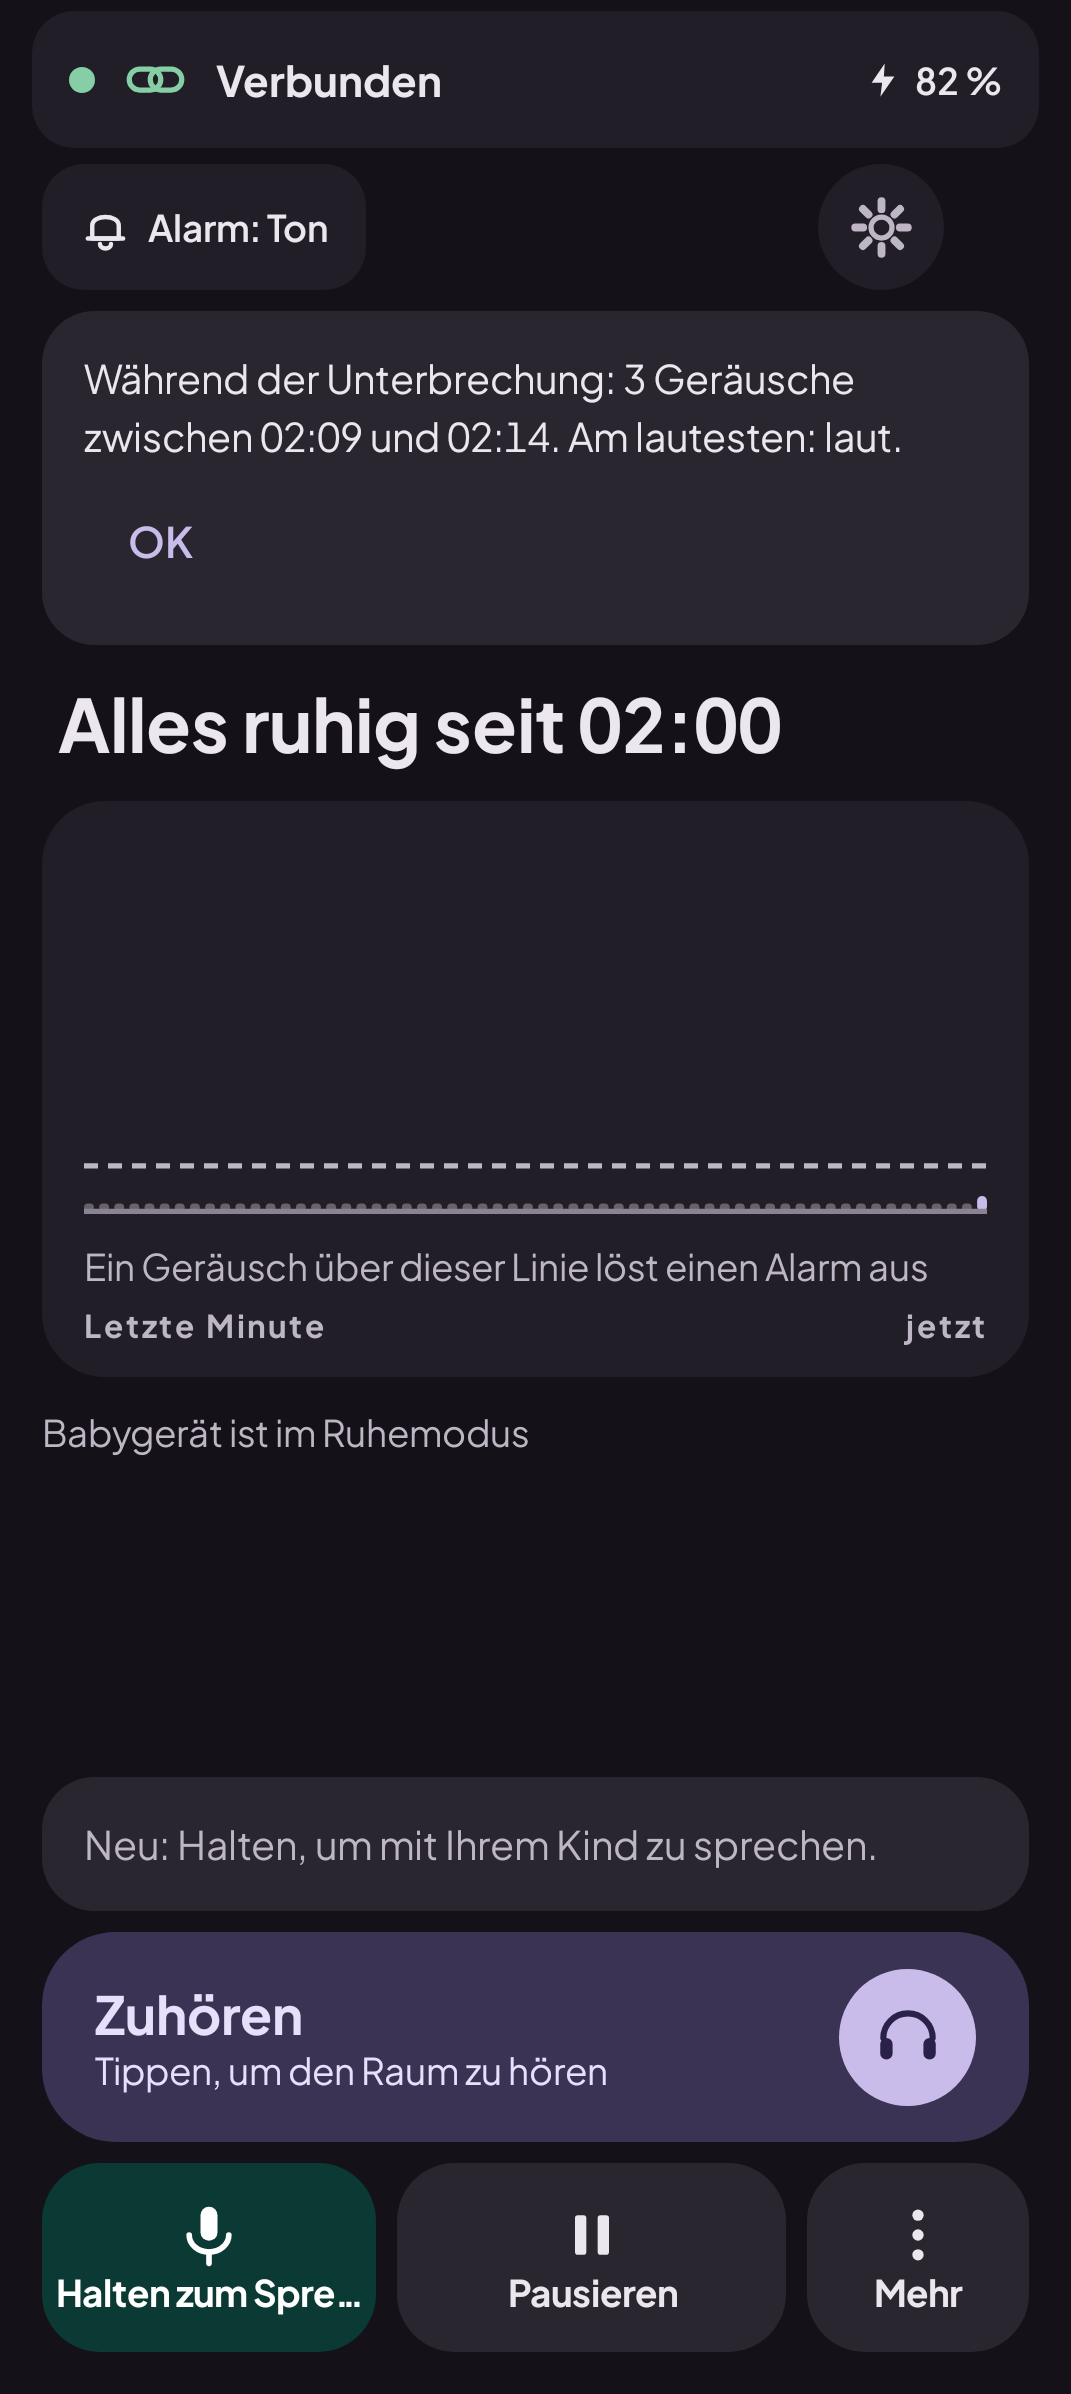 Verbunden
82 %
Alarm: Ton
Während der Unterbrechung: 3 Geräusche
zwischen 02:09 und 02:14. Am lautesten: laut.
OK
Alles ruhig seit 02:00
Ein Geräusch über dieser Linie löst einen Alarm aus
Letzte Minute
jetzt
Babygerät ist im Ruhemodus
Neu: Halten, um mit Ihrem Kind zu sprechen.
Zuhören
Tippen, um den Raum zu hören
Halten zum Spre…
Pausieren
Mehr